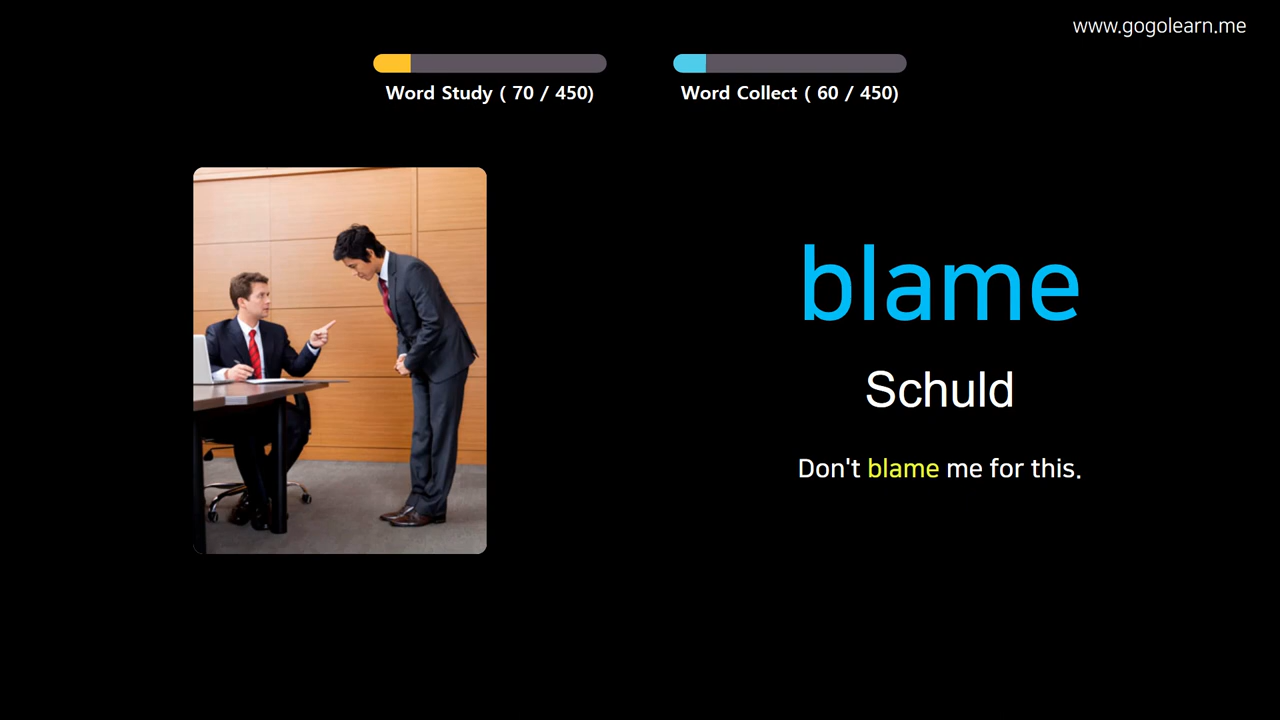 www.gogolearn.me
Word Study ( 70 / 450)
Word Collect ( 60 / 450)
blame
Schuld
Don't blame me for this.